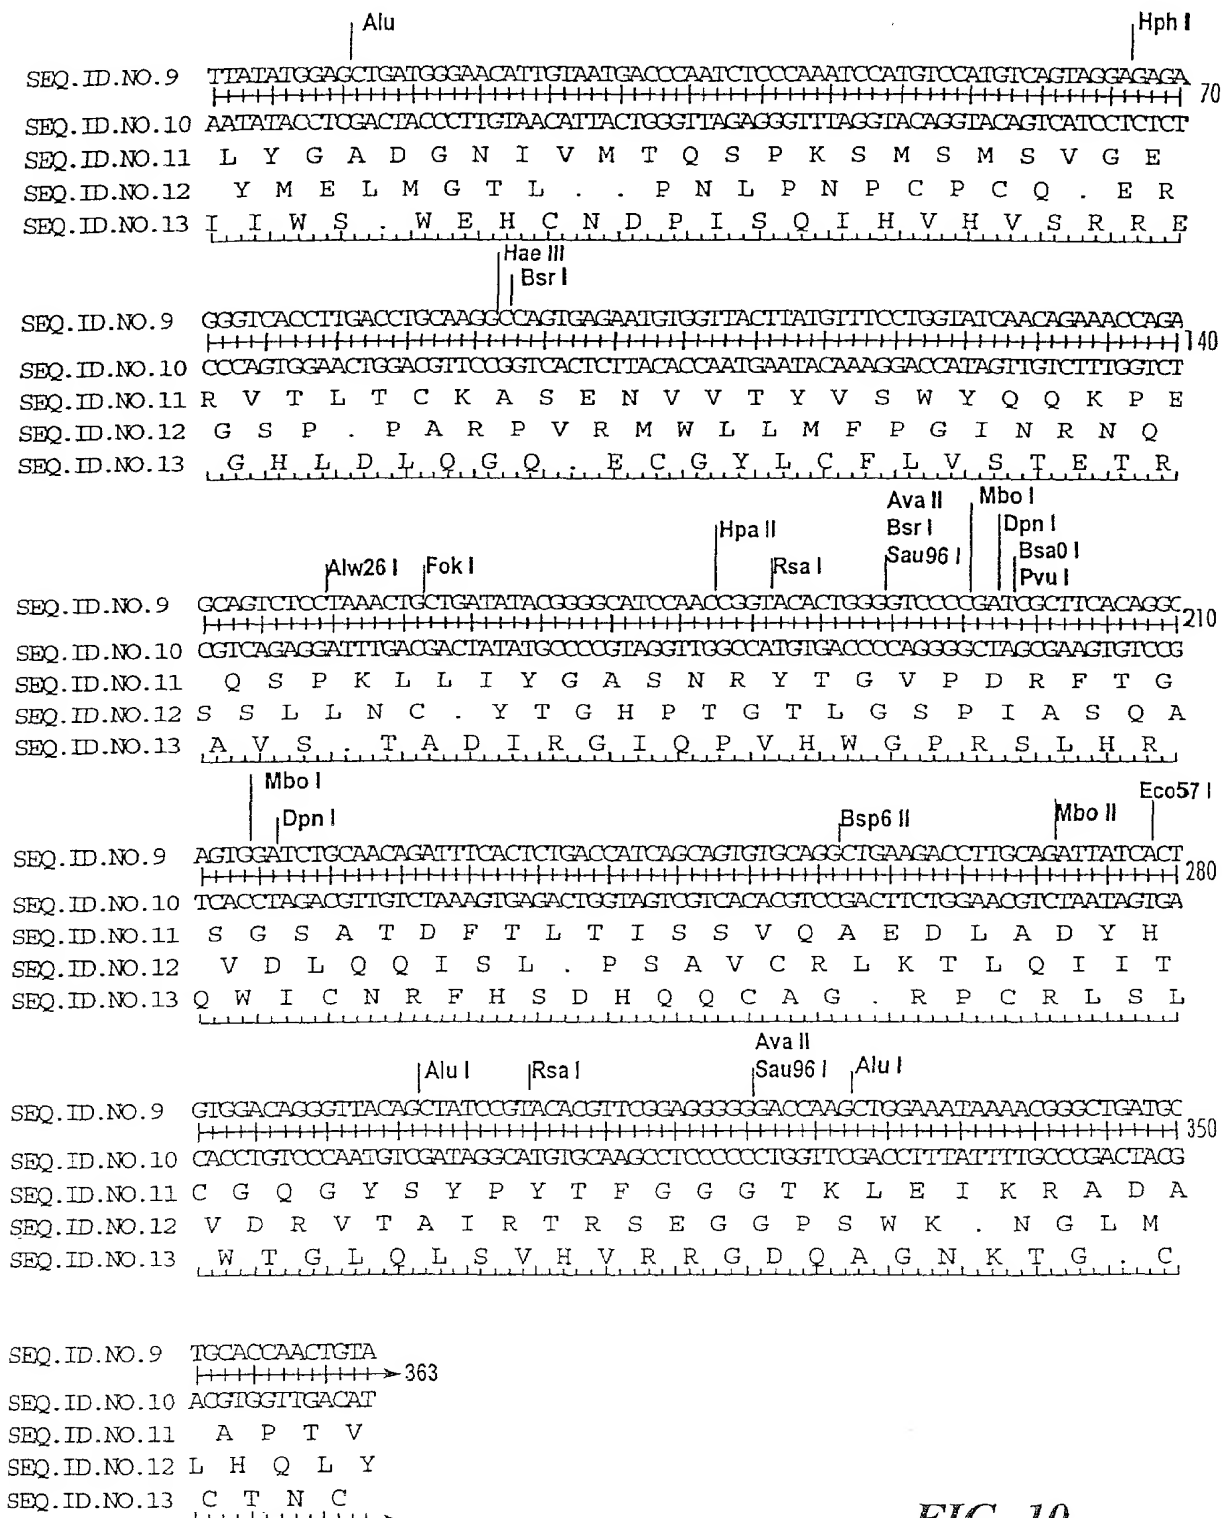 Alu Hph I
SEQ.ID.NO.9 TTATATGGAGCTGATGGGAACATTGTAATGACCCAATCTCCCAAATCCATGTCCATGTCAGTAGGAGAGA
70
SEQ.ID.NO.10 AATATACCTCGACTACCCTTGTAACATTACTGGGTTAGAGGGTTTAGGTACAGGTACAGTCATCCTCTCT
SEQ.ID.NO.11 L Y G A D G N I V M T Q S P K S M S M S V G E
SEQ.ID.NO.12 Y M E L M G T L . . P N L P N P C P C Q . E R
SEQ.ID.NO.13 I I W S . W E H C N D P I S Q I H V H V S R R E
Hae III
Bsr I
SEQ.ID.NO.9 GGGTCACCTTGACCTGCAAGGCCAGTGAGAATGTGGTTACTTATGTTTCCTGGTATCAACAGAAACCAGA
140
SEQ.ID.NO.10 CCCAGTGGAACTGGACGTTCCGGTCACTCTTACACCAATGAATACAAAGGACCATAGTTGTCTTTGGTCT
SEQ.ID.NO.11 R V T L T C K A S E N V V T Y V S W Y Q Q K P E
SEQ.ID.NO.12 G S P . P A R P V R M W L L M F P G I N R N Q
SEQ.ID.NO.13 G H L D L Q G Q . E C G Y L C F L V S T E T R
Ava II Mbo I
Hpa II Bsr I Dpn I
Alw26 I Fok I Rsa I Sau96 I Bsa0 I
Pvu I
SEQ.ID.NO.9 GCAGTCTCCTAAACTGCTGATATACGGGGCATCCAACCGGTACACTGGGGTCCCCGATCGCTTCACAGGC
210
SEQ.ID.NO.10 CGTCAGAGGATTTGACGACTATATGCCCCGTAGGTTGGCCATGTGACCCCAGGGGCTAGCGAAGTGTCCG
SEQ.ID.NO.11 Q S P K L L I Y G A S N R Y T G V P D R F T G
SEQ.ID.NO.12 S S L L N C . Y T G H P T G T L G S P I A S Q A
SEQ.ID.NO.13 A V S . T A D I R G I Q P V H W G P R S L H R
Mbo I Eco57 I
Dpn I Bsp6 II Mbo II
SEQ.ID.NO.9 AGTGGATCTGCAACAGATTTCACTCTGACCATCAGCAGTGTGCAGGCTGAAGACCTTGCAGATTATCACT
280
SEQ.ID.NO.10 TCACCTAGACGTTGTCTAAAGTGAGACTGGTAGTCGTCACACGTCCGACTTCTGGAACGTCTAATAGTGA
SEQ.ID.NO.11 S G S A T D F T L T I S S V Q A E D L A D Y H
SEQ.ID.NO.12 V D L Q Q I S L . P S A V C R L K T L Q I I T
SEQ.ID.NO.13 Q W I C N R F H S D H Q Q C A G . R P C R L S L
Ava II
Alu I Rsa I Sau96 I Alu I
SEQ.ID.NO.9 GTGGACAGGGTTACAGCTATCCGTACACGTTCGGAGGGGGGACCAAGCTGGAAATAAAACGGGCTGATGC
350
SEQ.ID.NO.10 CACCTGTCCCAATGTCGATAGGCATGTGCAAGCCTCCCCCCTGGTTCGACCTTTATTTTGCCCGACTACG
SEQ.ID.NO.11 C G Q G Y S Y P Y T F G G G T K L E I K R A D A
SEQ.ID.NO.12 V D R V T A I R T R S E G G P S W K . N G L M
SEQ.ID.NO.13 W T G L Q L S V H V R R G D Q A G N K T G . C
SEQ.ID.NO.9 TGCACCAACTGTA
363
SEQ.ID.NO.10 ACGTGGTTGACAT
SEQ.ID.NO.11 A P T V
SEQ.ID.NO.12 L H Q L Y
SEQ.ID.NO.13 C T N C
FIG. 10